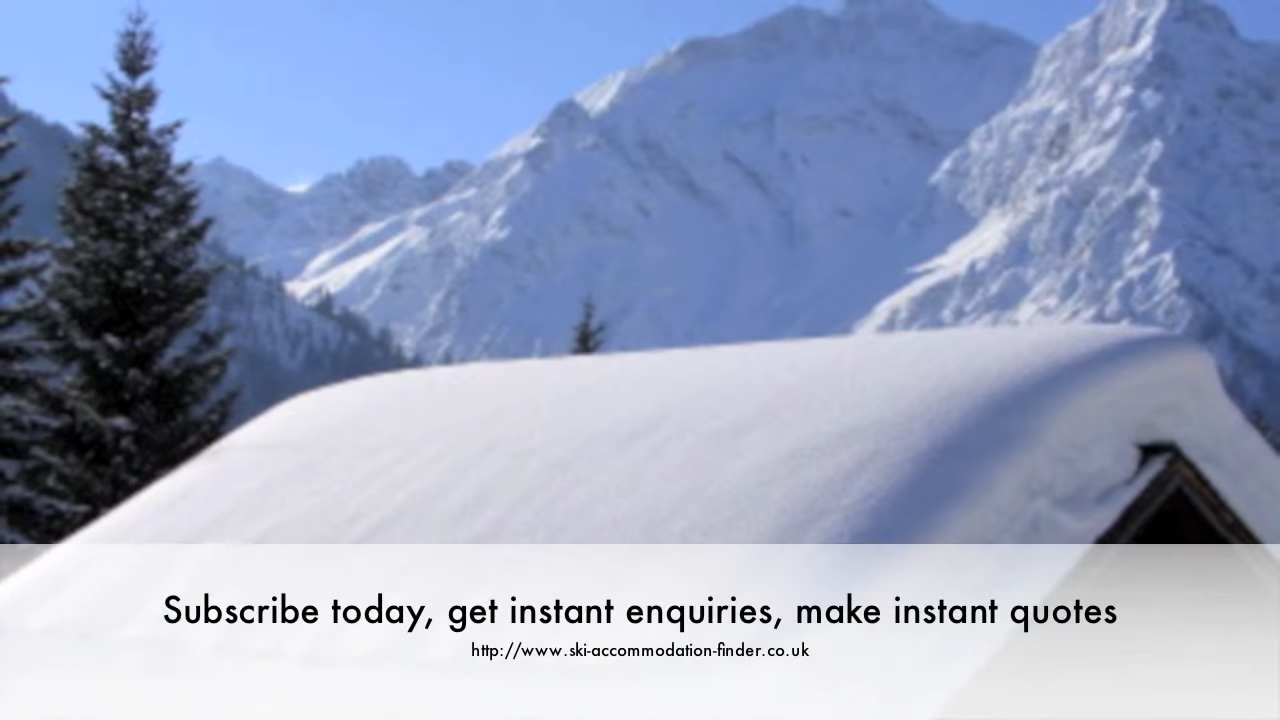 Subscribe today, get instant enquiries, make instant quotes
http://www.ski-accommodation-finder.co.uk